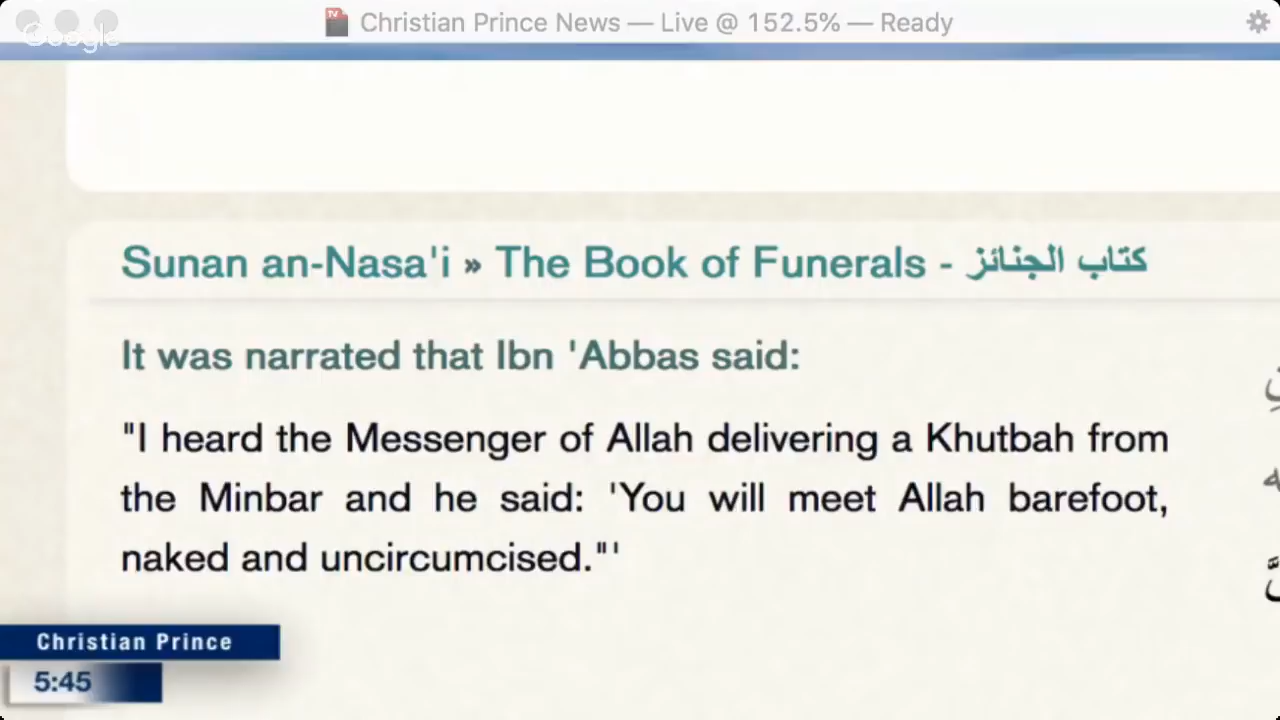 Christian Prince News — Live @ 152.5% — Ready
Google
Sunan an-Nasa'i » The Book of Funerals - كتاب الجنائز
It was narrated that Ibn 'Abbas said:
"I heard the Messenger of Allah delivering a Khutbah from
the Minbar and he said: 'You will meet Allah barefoot,
naked and uncircumcised."'
Christian Prince
5:45